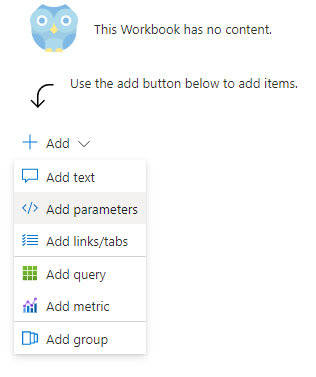 This Workbook has no content.
Use the add button below to add items.
Add
Add text
Add parameters
Add links/tabs
Add query
Add metric
Add group